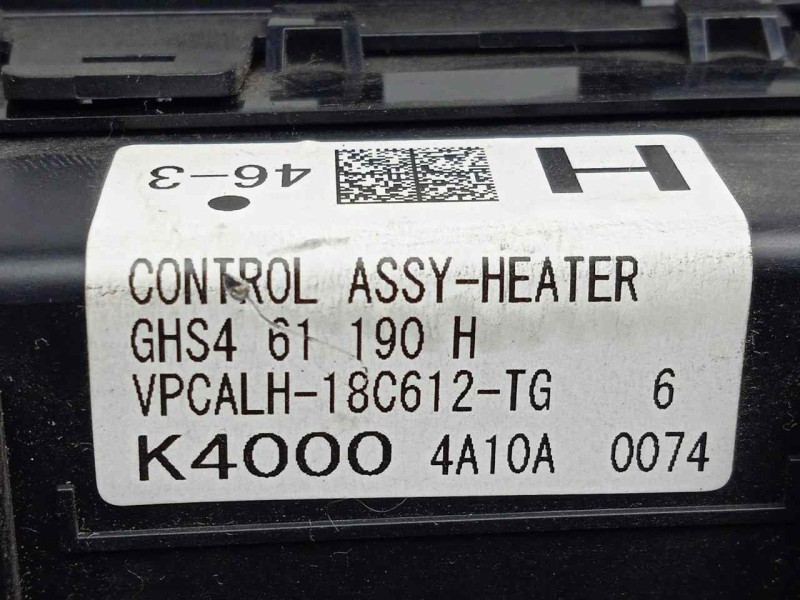 46-3 H
CONTROL ASSY-HEATER
GHS4 61 190 H
VPCALH-18C612-TG 6
K4000 4A10A 0074